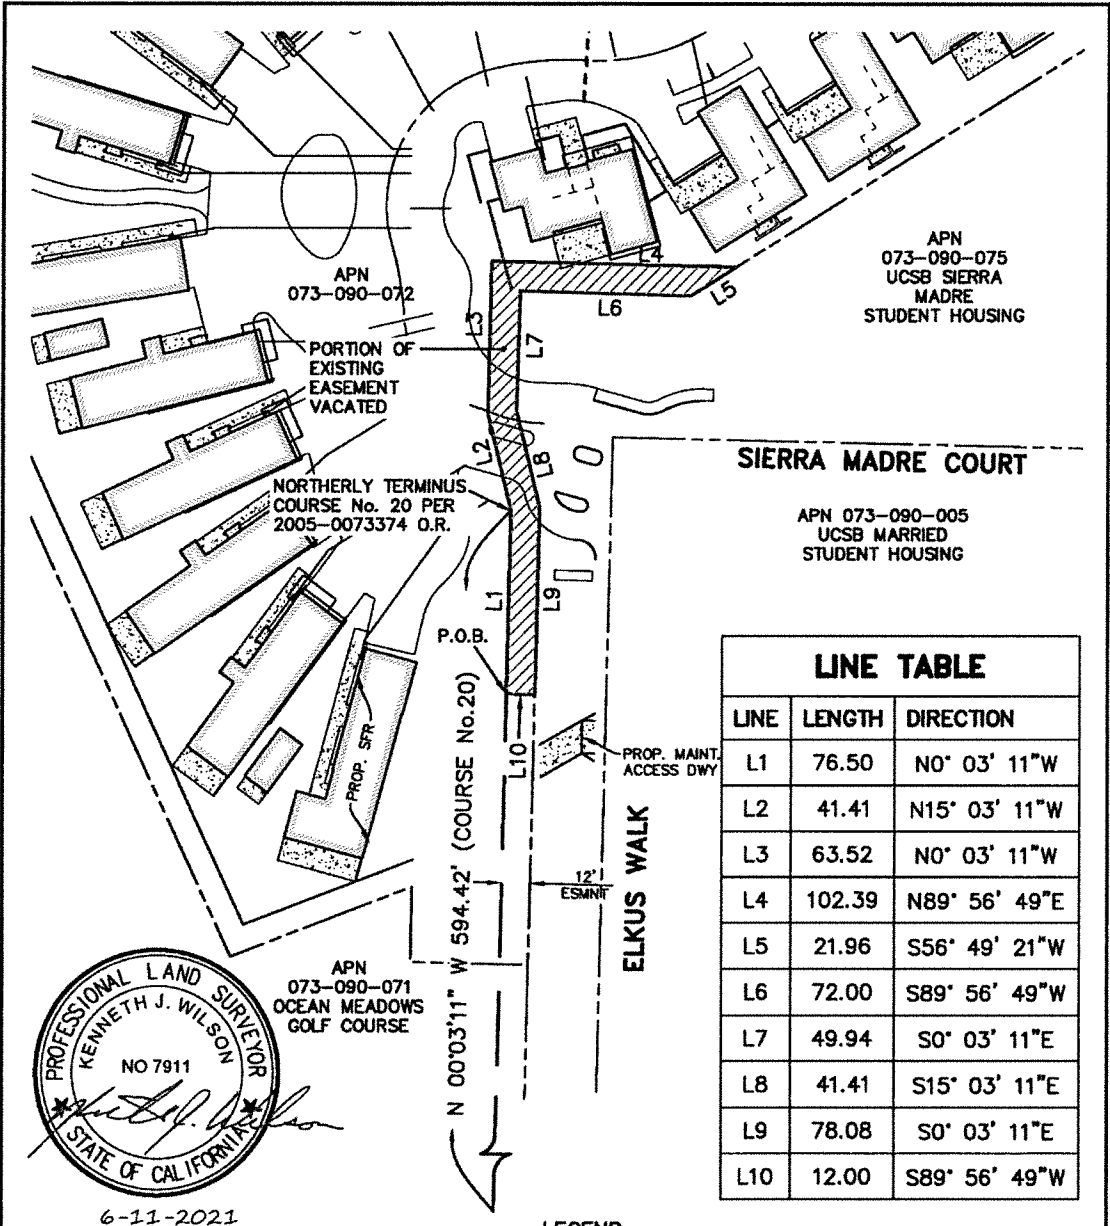 APN
073-090-075
UCSB SIERRA
MADRE
STUDENT HOUSING
APN
073-090-072
L4
L5
L6
L3
L7
PORTION OF
EXISTING
EASEMENT
VACATED
L2
L8
SIERRA MADRE COURT
NORTHERLY TERMINUS
COURSE No. 20 PER
2005-0073374 O.R.
APN 073-090-005
UCSB MARRIED
STUDENT HOUSING
L1
L9
P.O.B.
L10
PROP. SFR
PROP. MAINT.
ACCESS DWY
N 00°03'11" W 594.42' (COURSE No.20)
12'
ESMNT
ELKUS WALK
APN
073-090-071
OCEAN MEADOWS
GOLF COURSE
LINE TABLE
LINE LENGTH DIRECTION
L1 76.50 N0° 03' 11"W
L2 41.41 N15° 03' 11"W
L3 63.52 N0° 03' 11"W
L4 102.39 N89° 56' 49"E
L5 21.96 S56° 49' 21"W
L6 72.00 S89° 56' 49"W
L7 49.94 S0° 03' 11"E
L8 41.41 S15° 03' 11"E
L9 78.08 S0° 03' 11"E
L10 12.00 S89° 56' 49"W
PROFESSIONAL LAND SURVEYOR
KENNETH J. WILSON
NO 7911
STATE OF CALIFORNIA
6-11-2021
LEGEND